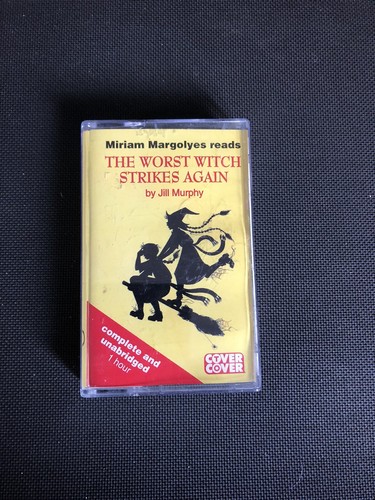 Miriam Margolyes reads
THE WORST WITCH
STRIKES AGAIN
by Jill Murphy
complete and
unabridged
1 hour
COVER
COVER